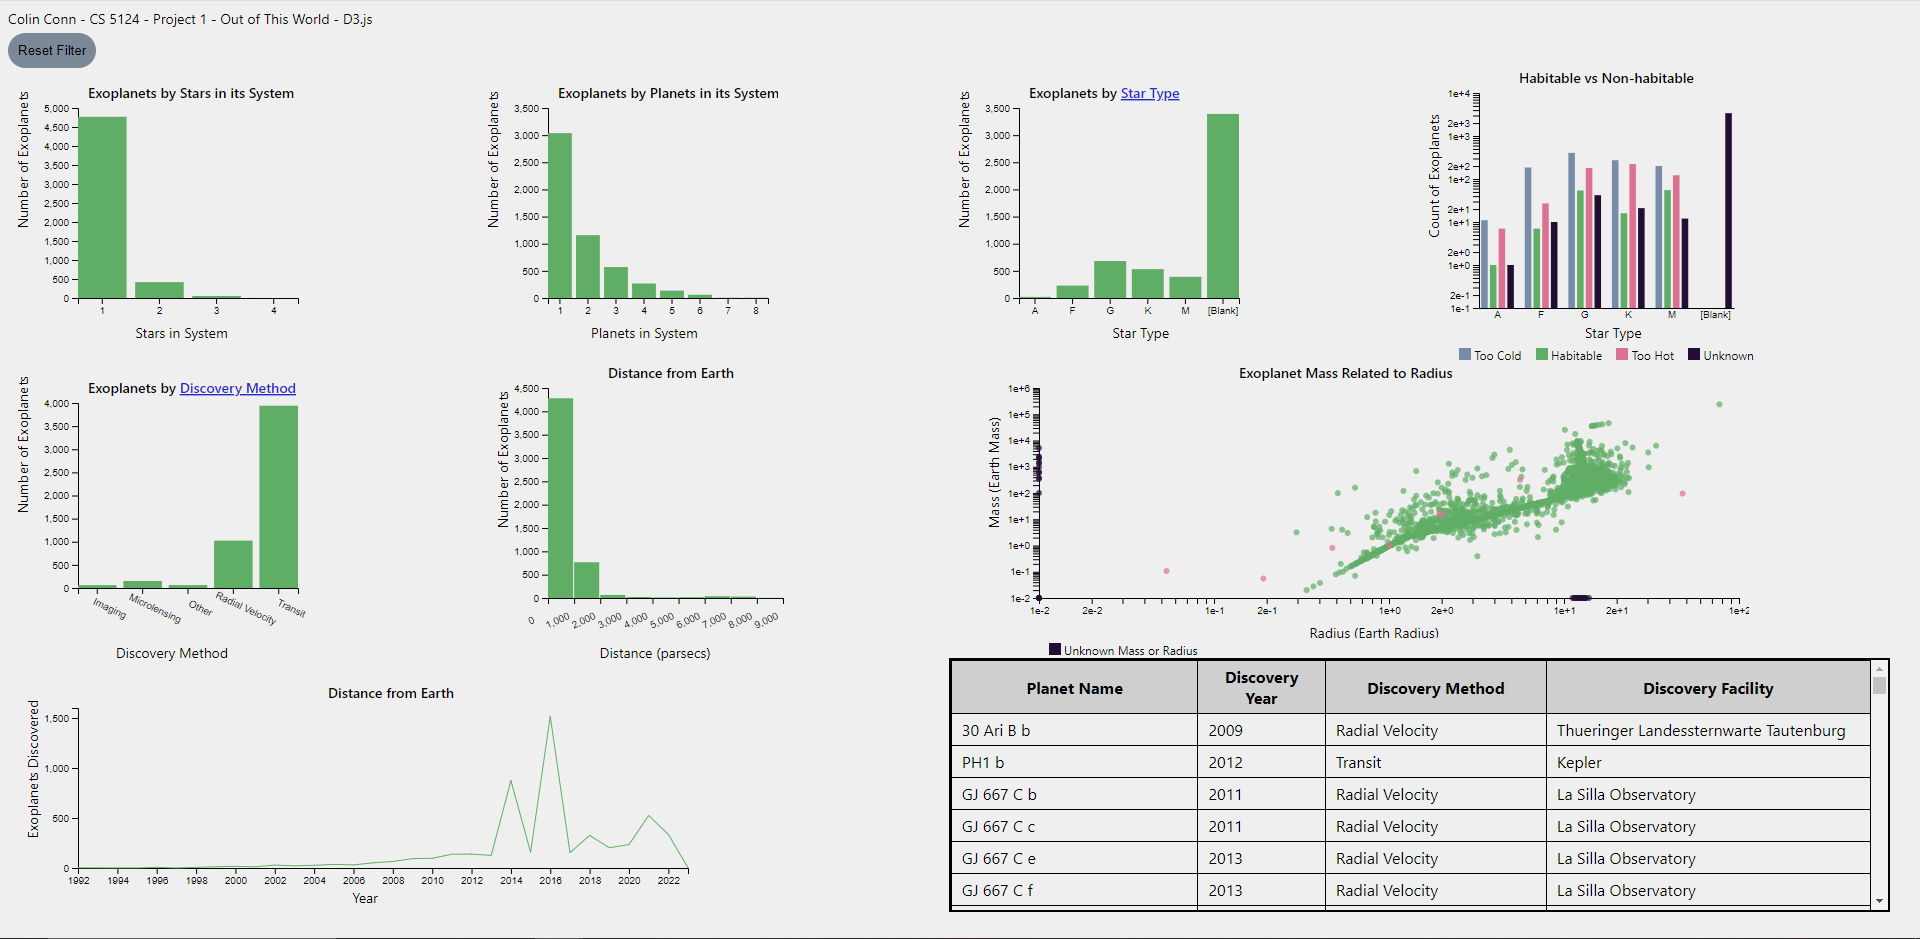 Colin Conn - CS 5124 - Project 1 - Out of This World - D3.js
Reset Filter
Exoplanets by Stars in its System
Number of Exoplanets
5,000
4,500
4,000
3,500
3,000
2,500
2,000
1,500
1,000
500
0
1 2 3 4
Stars in System
Exoplanets by Planets in its System
Number of Exoplanets
3,500
3,000
2,500
2,000
1,500
1,000
500
0
1 2 3 4 5 6 7 8
Planets in System
Exoplanets by Star Type
Number of Exoplanets
3,500
3,000
2,500
2,000
1,500
1,000
500
0
A F G K M [Blank]
Star Type
Habitable vs Non-habitable
Count of Exoplanets
1e+4
2e+3
1e+3
2e+2
1e+2
2e+1
1e+1
2e+0
1e+0
2e-1
1e-1
A F G K M [Blank]
Star Type
Too Cold Habitable Too Hot Unknown
Exoplanets by Discovery Method
Number of Exoplanets
4,000
3,500
3,000
2,500
2,000
1,500
1,000
500
0
Imaging Microlensing Other Radial Velocity Transit
Discovery Method
Distance from Earth
Number of Exoplanets
4,500
4,000
3,500
3,000
2,500
2,000
1,500
1,000
500
0
0 1,000 2,000 3,000 4,000 5,000 6,000 7,000 8,000 9,000
Distance (parsecs)
Exoplanet Mass Related to Radius
Mass (Earth Mass)
1e+6
1e+5
1e+4
1e+3
1e+2
1e+1
1e+0
1e-1
1e-2
1e-2 2e-2 1e-1 2e-1 1e+0 2e+0 1e+1 2e+1 1e+2
Radius (Earth Radius)
Unknown Mass or Radius
Distance from Earth
Exoplanets Discovered
1,500
1,000
500
0
1992 1994 1996 1998 2000 2002 2004 2006 2008 2010 2012 2014 2016 2018 2020 2022
Year
Planet Name Discovery Year Discovery Method Discovery Facility
30 Ari B b 2009 Radial Velocity Thueringer Landessternwarte Tautenburg
PH1 b 2012 Transit Kepler
GJ 667 C b 2011 Radial Velocity La Silla Observatory
GJ 667 C c 2011 Radial Velocity La Silla Observatory
GJ 667 C e 2013 Radial Velocity La Silla Observatory
GJ 667 C f 2013 Radial Velocity La Silla Observatory